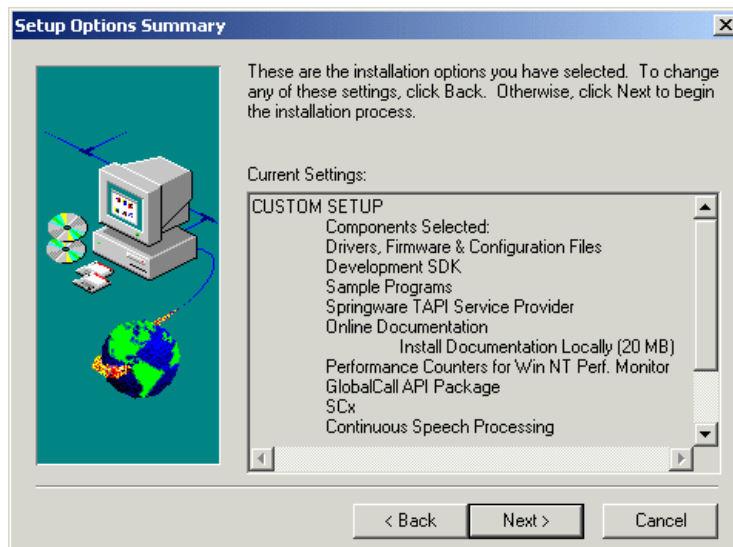 Setup Options Summary
These are the installation options you have selected. To change
any of these settings, click Back. Otherwise, click Next to begin
the installation process.
Current Settings:
CUSTOM SETUP
Components Selected:
Drivers, Firmware & Configuration Files
Development SDK
Sample Programs
Springware TAPI Service Provider
Online Documentation
Install Documentation Locally (20 MB)
Performance Counters for Win NT Perf. Monitor
GlobalCall API Package
SCx
Continuous Speech Processing
< Back
Next >
Cancel